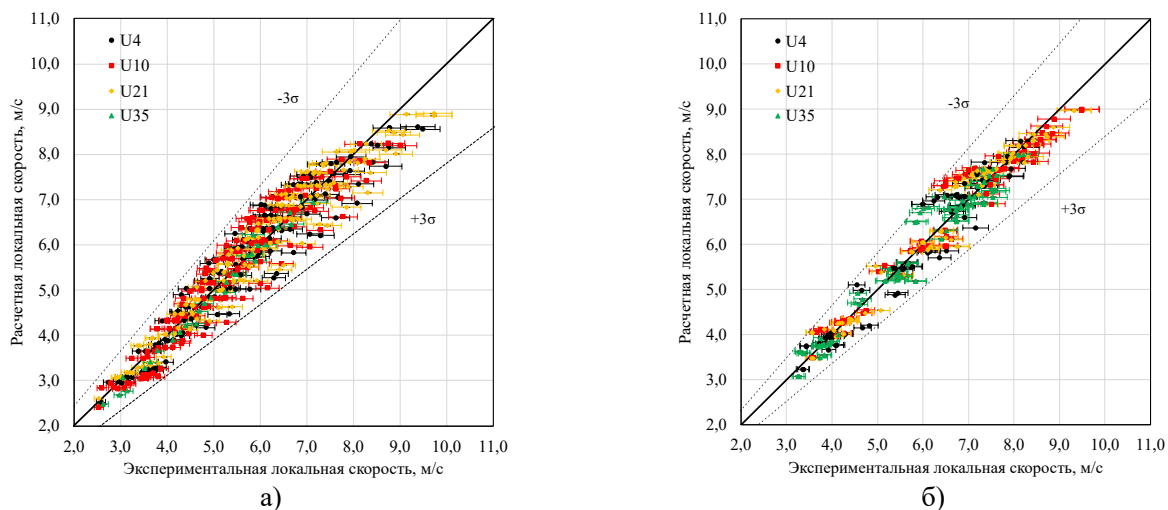 Расчетная локальная скорость, м/с
11,0
10,0
9,0
8,0
7,0
6,0
5,0
4,0
3,0
2,0
U4
U10
U21
U35
-3σ
+3σ
2,0 3,0 4,0 5,0 6,0 7,0 8,0 9,0 10,0 11,0
Экспериментальная локальная скорость, м/с
а)
Расчетная локальная скорость, м/с
11,0
10,0
9,0
8,0
7,0
6,0
5,0
4,0
3,0
2,0
U4
U10
U21
U35
-3σ
+3σ
2,0 3,0 4,0 5,0 6,0 7,0 8,0 9,0 10,0 11,0
Экспериментальная локальная скорость, м/с
б)